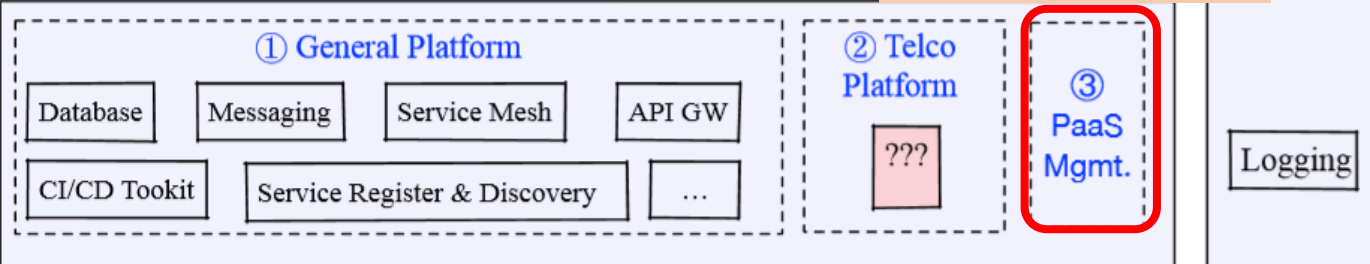 ① General Platform
Database
Messaging
Service Mesh
API GW
CI/CD Tookit
Service Register & Discovery
...
② Telco
Platform
???
③
PaaS
Mgmt.
Logging